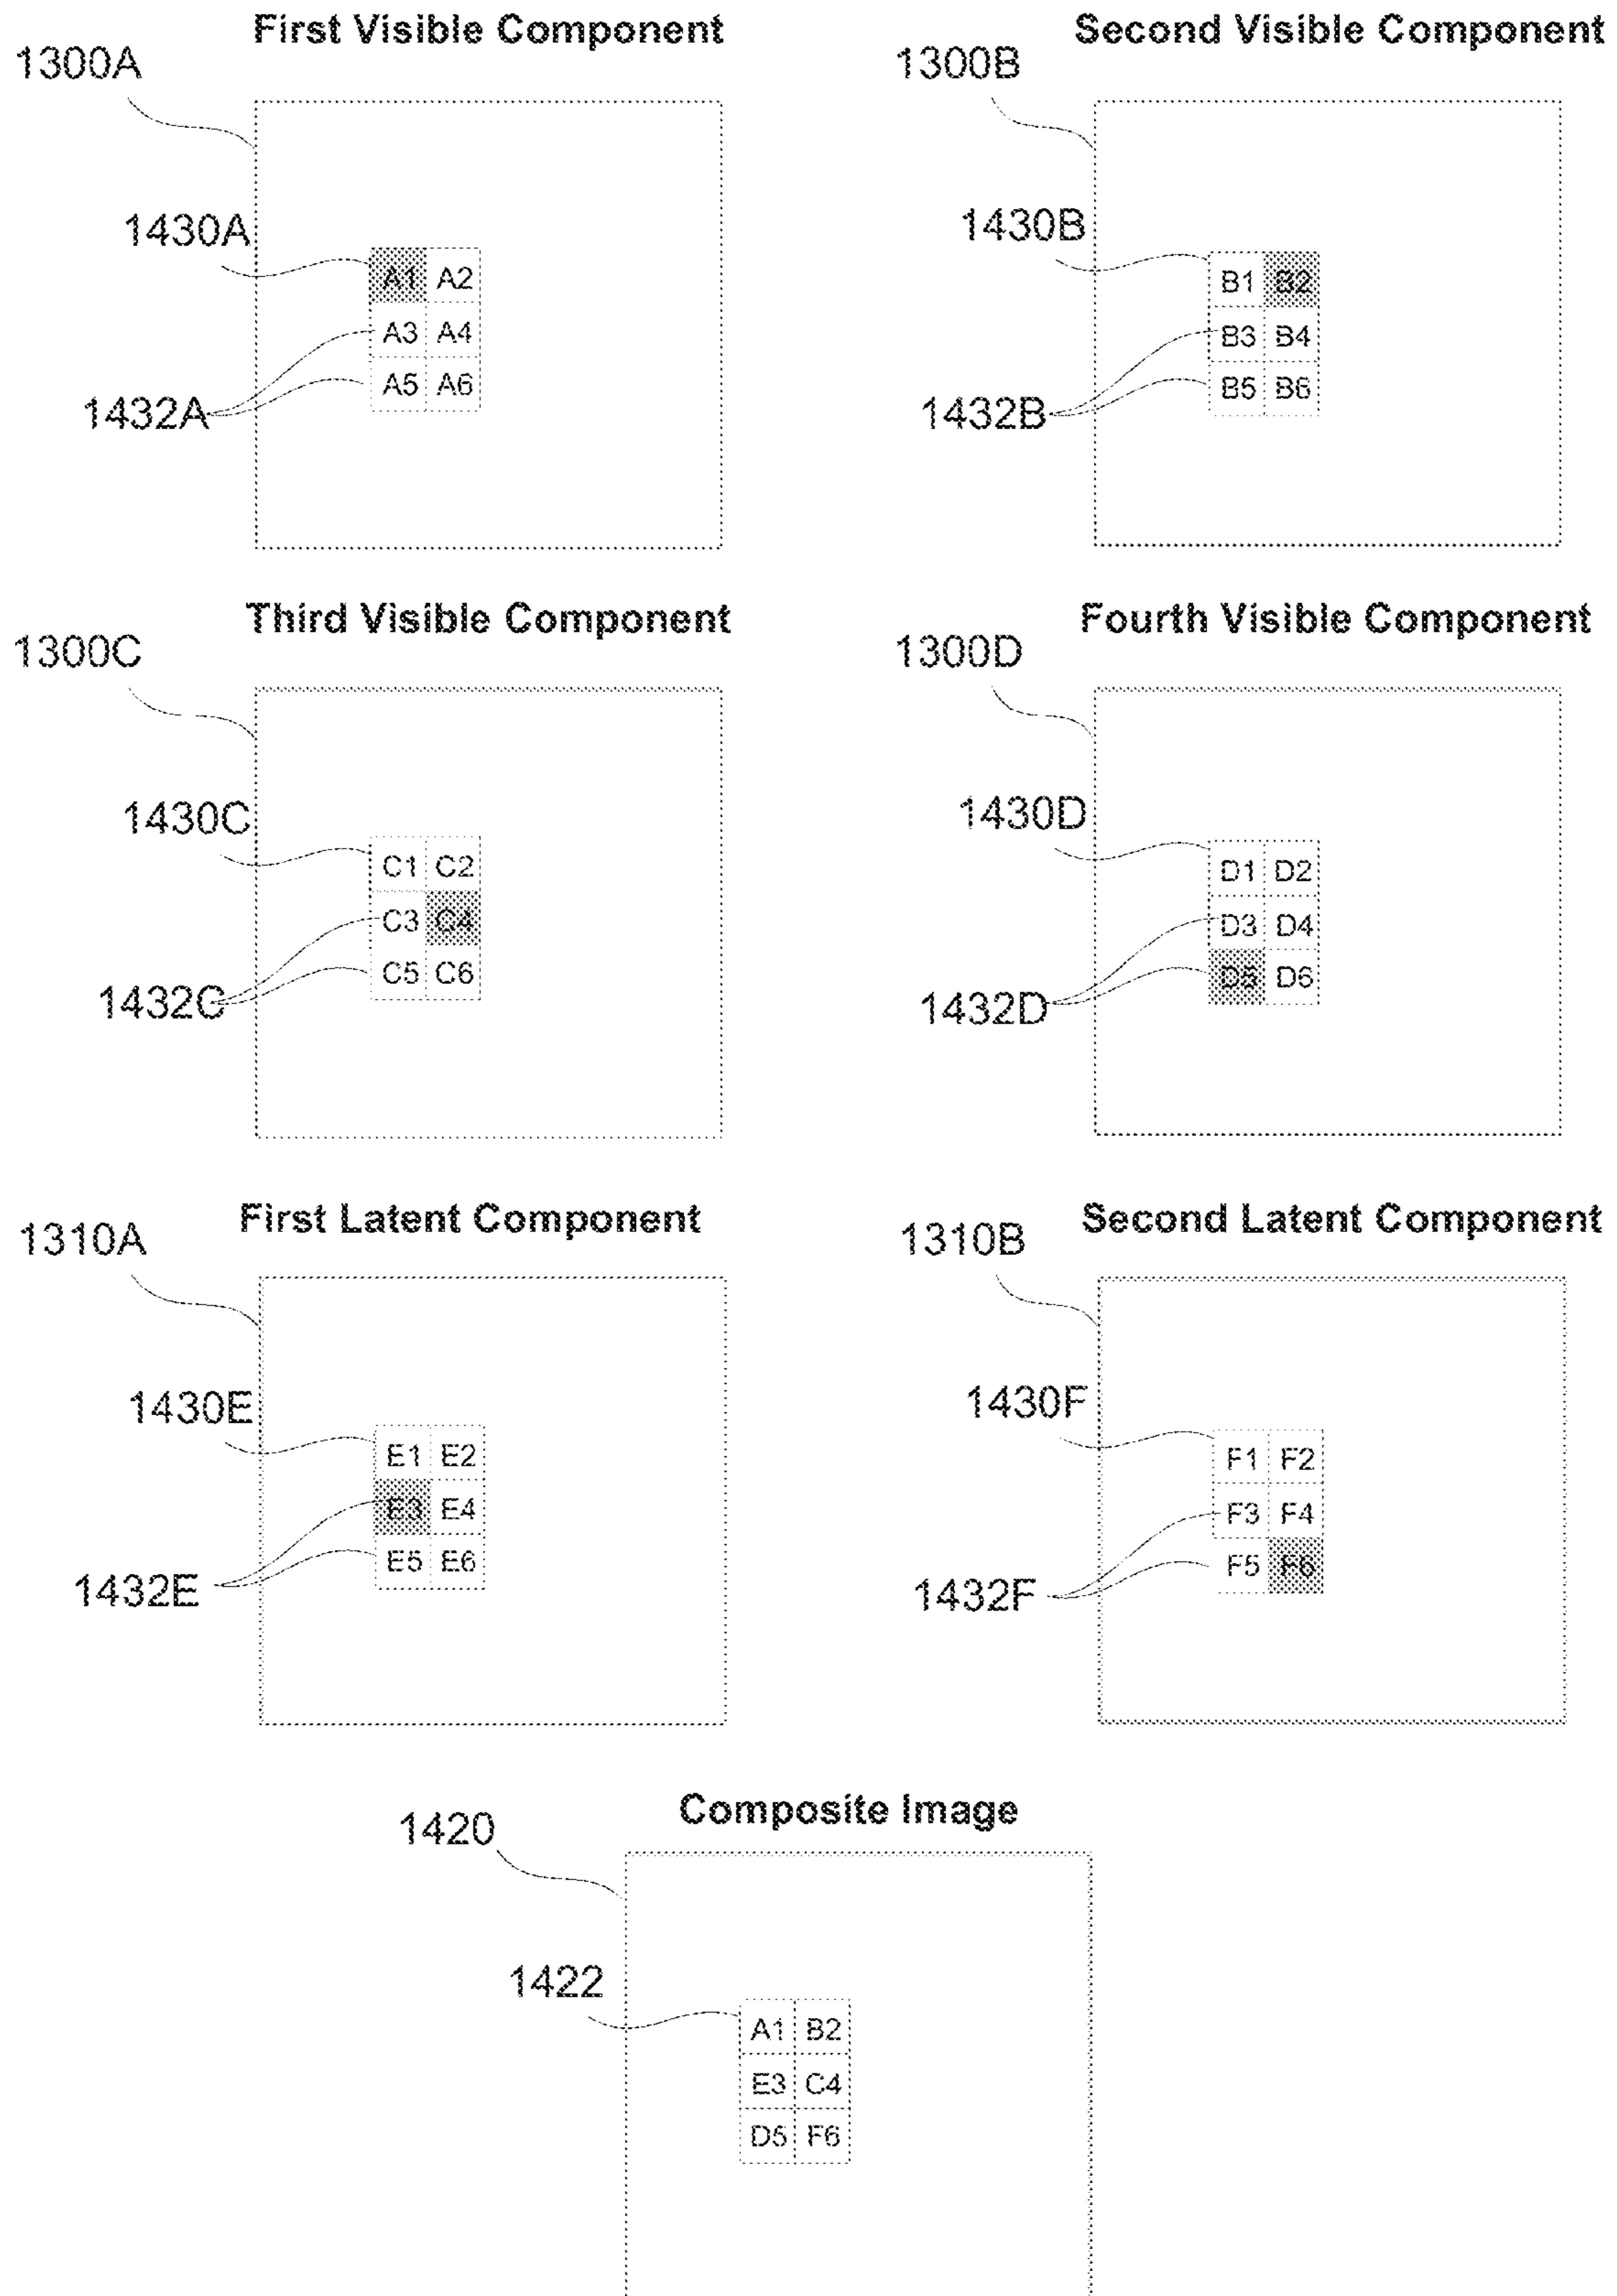 First Visible Component
1300A
1430A
A1 A2
A3 A4
A5 A6
1432A
Second Visible Component
1300B
1430B
B1 B2
B3 B4
B5 B6
1432B
Third Visible Component
1300C
1430C
C1 C2
C3 C4
C5 C6
1432C
Fourth Visible Component
1300D
1430D
D1 D2
D3 D4
D5 D6
1432D
First Latent Component
1310A
1430E
E1 E2
E3 E4
E5 E6
1432E
Second Latent Component
1310B
1430F
F1 F2
F3 F4
F5 F6
1432F
Composite Image
1420
1422
A1 B2
E3 C4
D5 F6